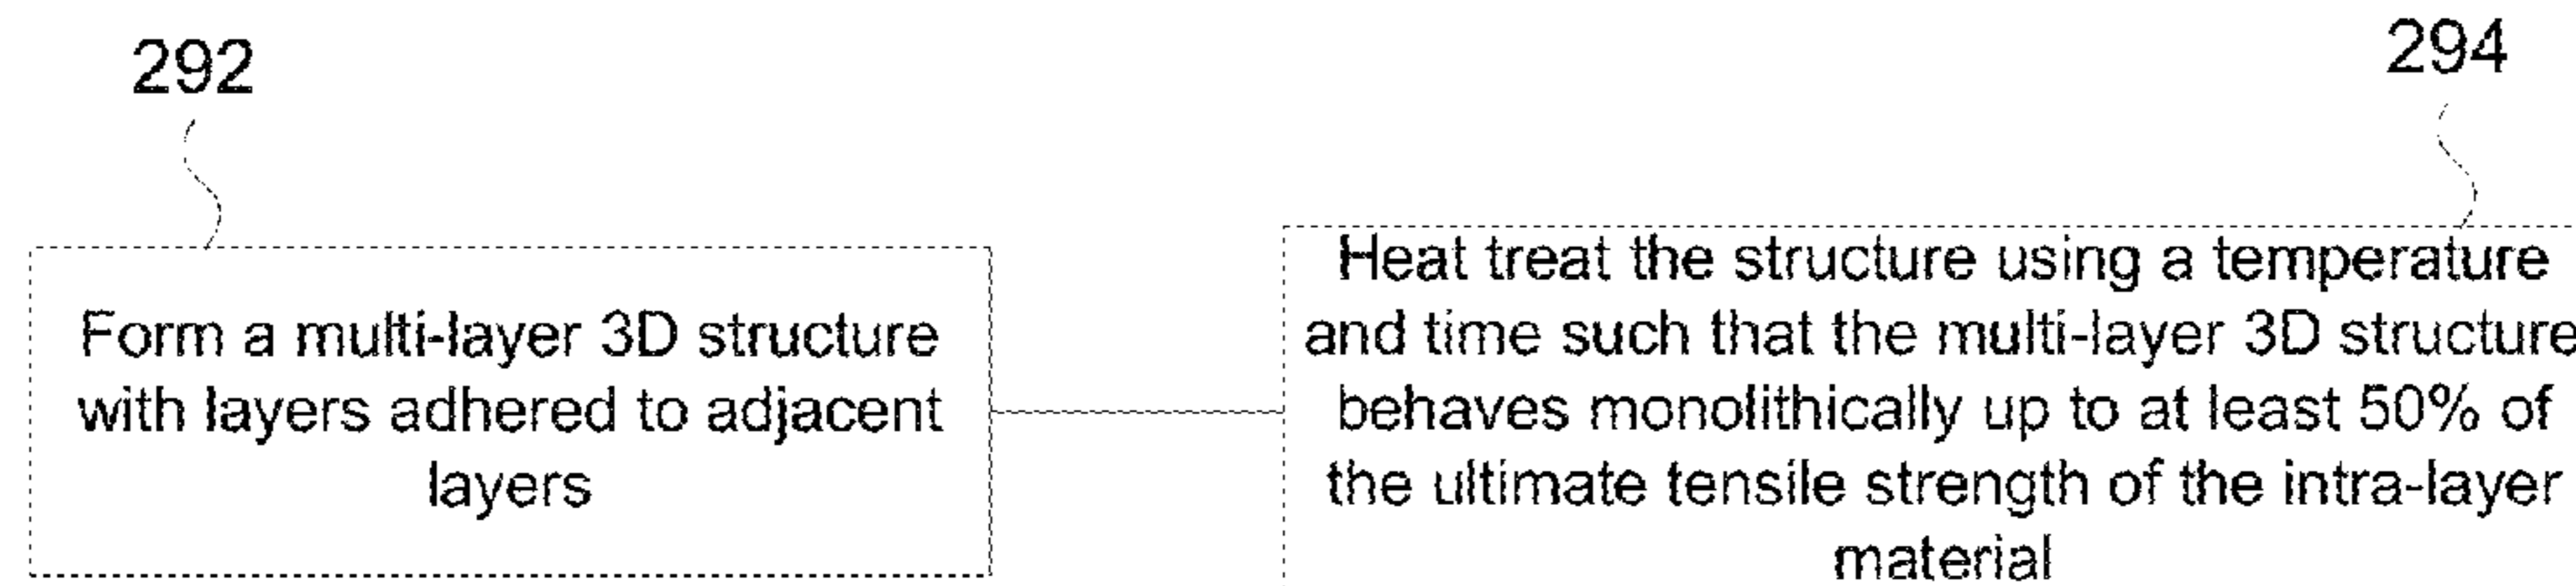 292
294
Form a multi-layer 3D structure
with layers adhered to adjacent
layers
Heat treat the structure using a temperature
and time such that the multi-layer 3D structure
behaves monolithically up to at least 50% of
the ultimate tensile strength of the intra-layer
material